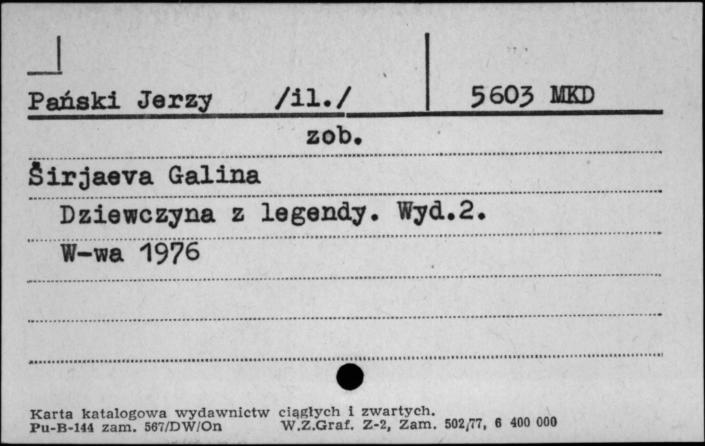 Pański Jerzy /il./ 5603 MKD
zob.
Širjaeva Galina
Dziewczyna z legendy. Wyd.2.
W-wa 1976
Karta katalogowa wydawnictw ciągłych i zwartych.
Pu-B-144 zam. 567/DW/On W.Z.Graf. Z-2, Zam. 502/77, 6 400 000